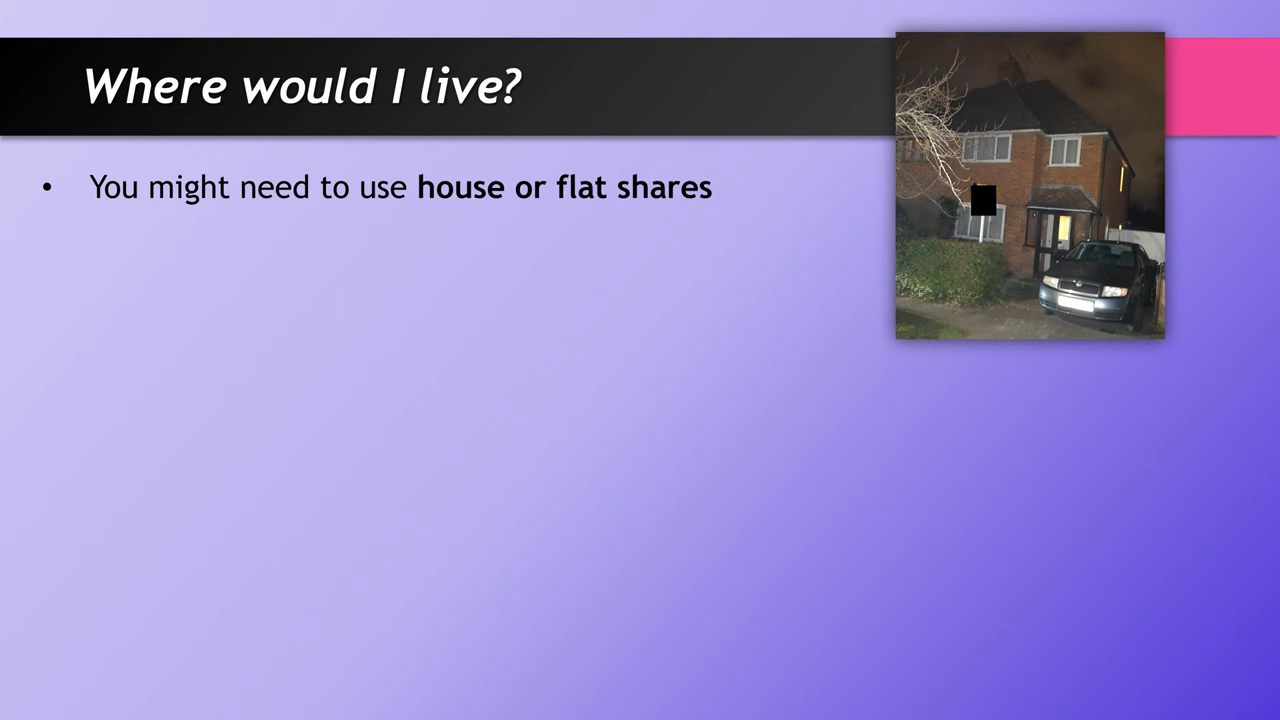 Where would I live?
• You might need to use house or flat shares